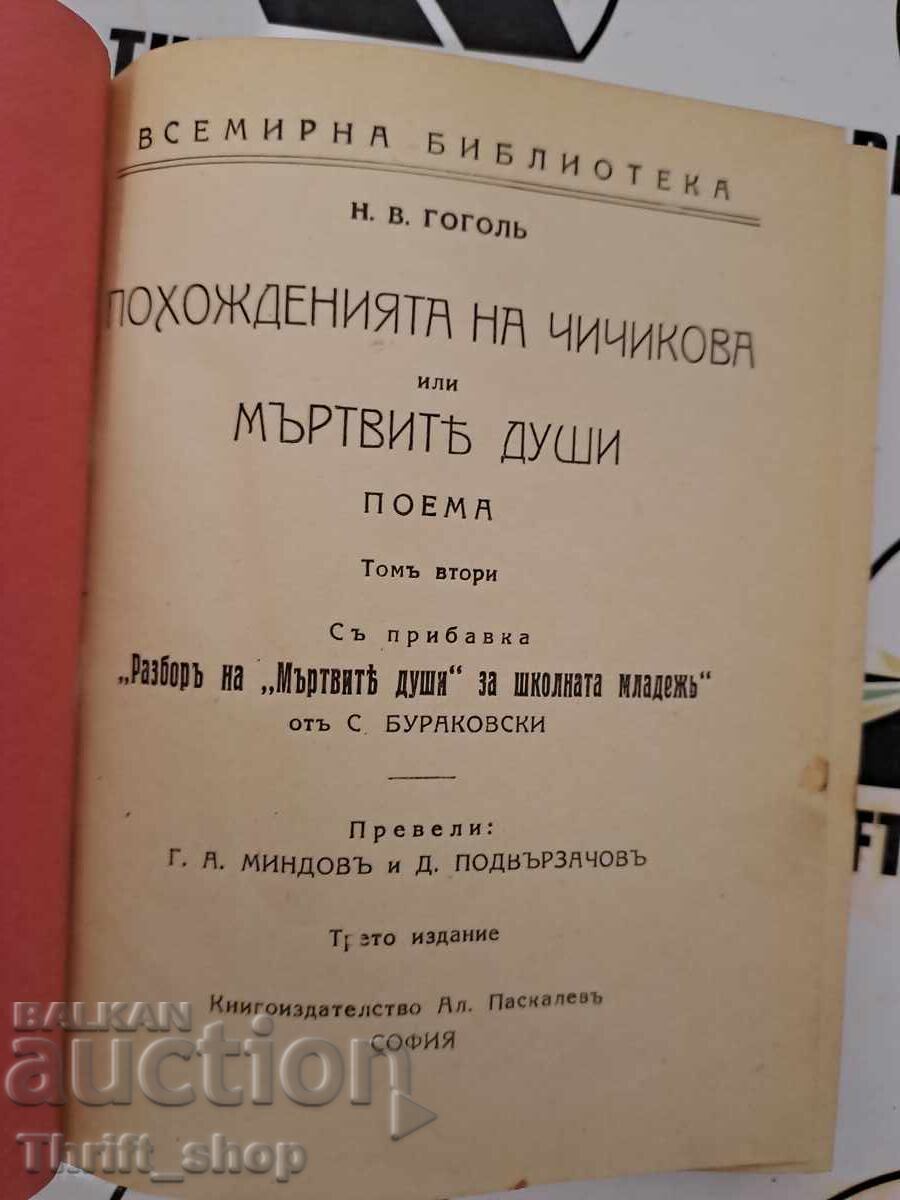 ВСЕМИРНА БИБЛИОТЕКА
Н. В. ГОГОЛЬ
ПОХОЖДЕНИЯТА НА ЧИЧИКОВА
или
МЪРТВИТѢ ДУШИ
ПОЕМА
Томъ втори
Съ прибавка
„Разборъ на „Мъртвитѣ души“ за школната младежь“
отъ С. БУРАКОВСКИ
Превели:
Г. А. МИНДОВЪ и Д. ПОДВЪРЗАЧОВЪ
Трето издание
Книгоиздателство Ал. Паскалевъ
СОФИЯ
BALKAN
auction
Thrift_shop